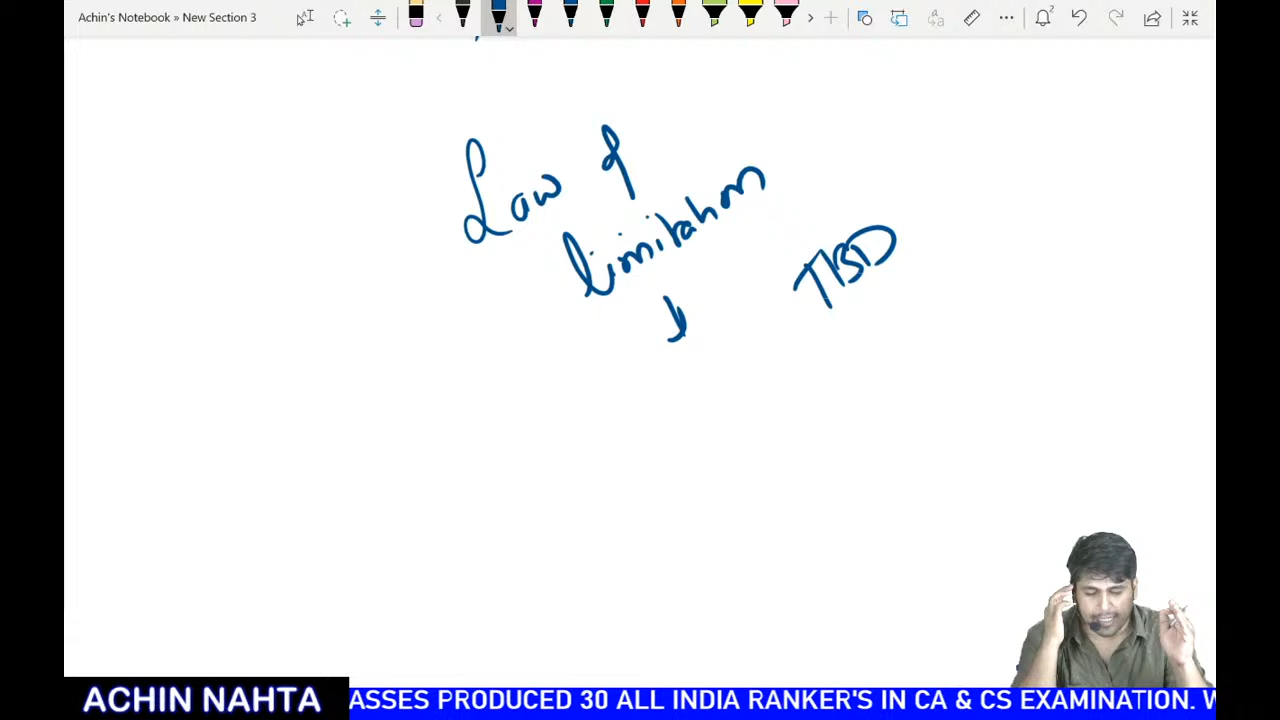 Achin's Notebook » New Section 3
Law of
limitation
TBD
ACHIN NAHTA
ASSES PRODUCED 30 ALL INDIA RANKER'S IN CA & CS EXAMINATION. W